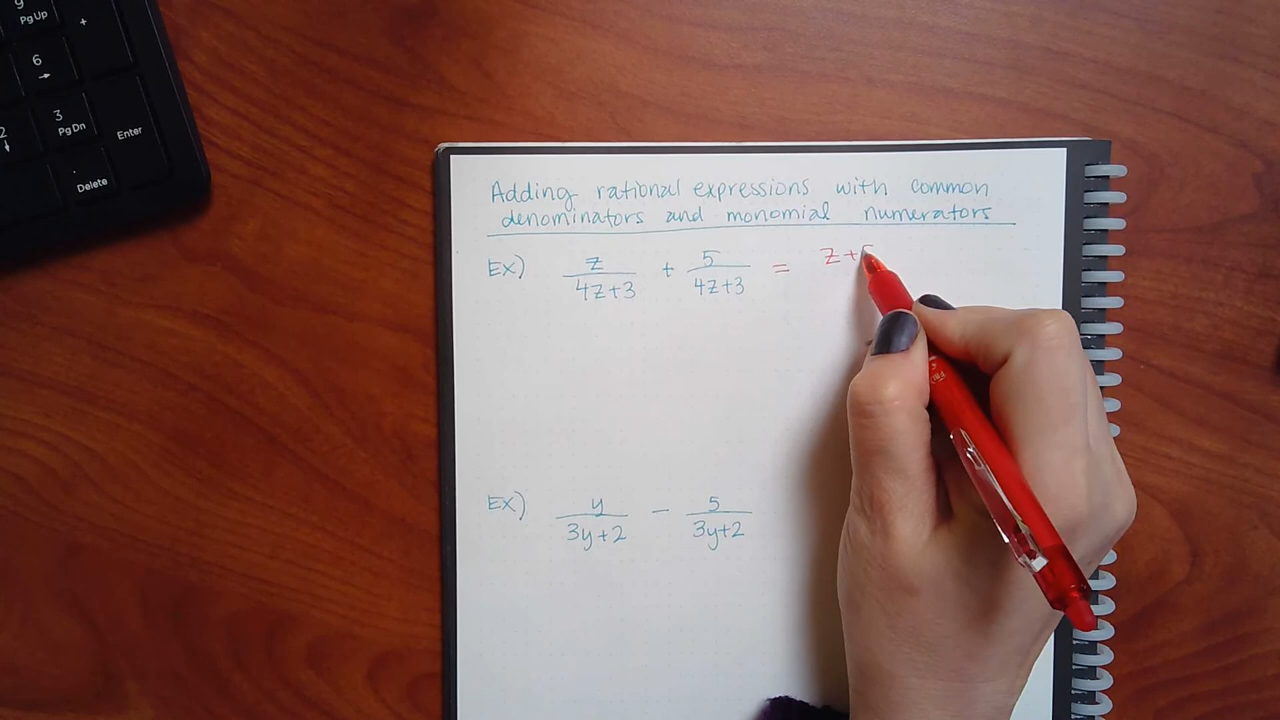 9
PgUp
+
6
→
3
PgDn
2
↓
Enter
.
Delete
Adding rational expressions with common
denominators and monomial numerators
Ex) z/4z+3 + 5/4z+3 = z+5
Ex) y/3y+2 − 5/3y+2